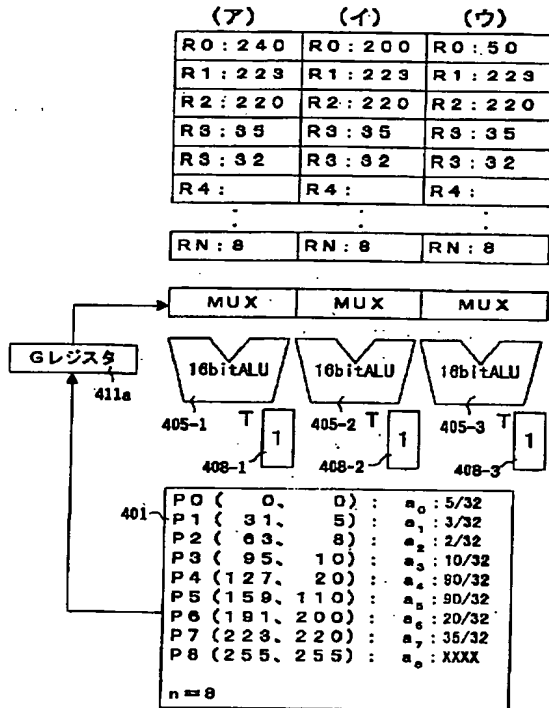 (ア) (イ) (ウ)
R0:240 R0:200 R0:50
R1:223 R1:223 R1:223
R2:220 R2:220 R2:220
R3:35 R3:35 R3:35
R3:32 R3:32 R3:32
R4: R4: R4:
RN:8 RN:8 RN:8
MUX MUX MUX
Gレジスタ
411a
16bitALU 16bitALU 16bitALU
405-1 T 405-2 T 405-3 T
1 1 1
408-1 408-2 408-3
401
P0 ( 0、 0) : a₀ : 5/32
P1 ( 31、 5) : a₁ : 3/32
P2 ( 63、 8) : a₂ : 2/32
P3 ( 95、 10) : a₃ : 10/32
P4 (127、 20) : a₄ : 90/32
P5 (159、110) : a₅ : 90/32
P6 (191、200) : a₆ : 20/32
P7 (223、220) : a₇ : 35/32
P8 (255、255) : a₈ : XXXX
n=8